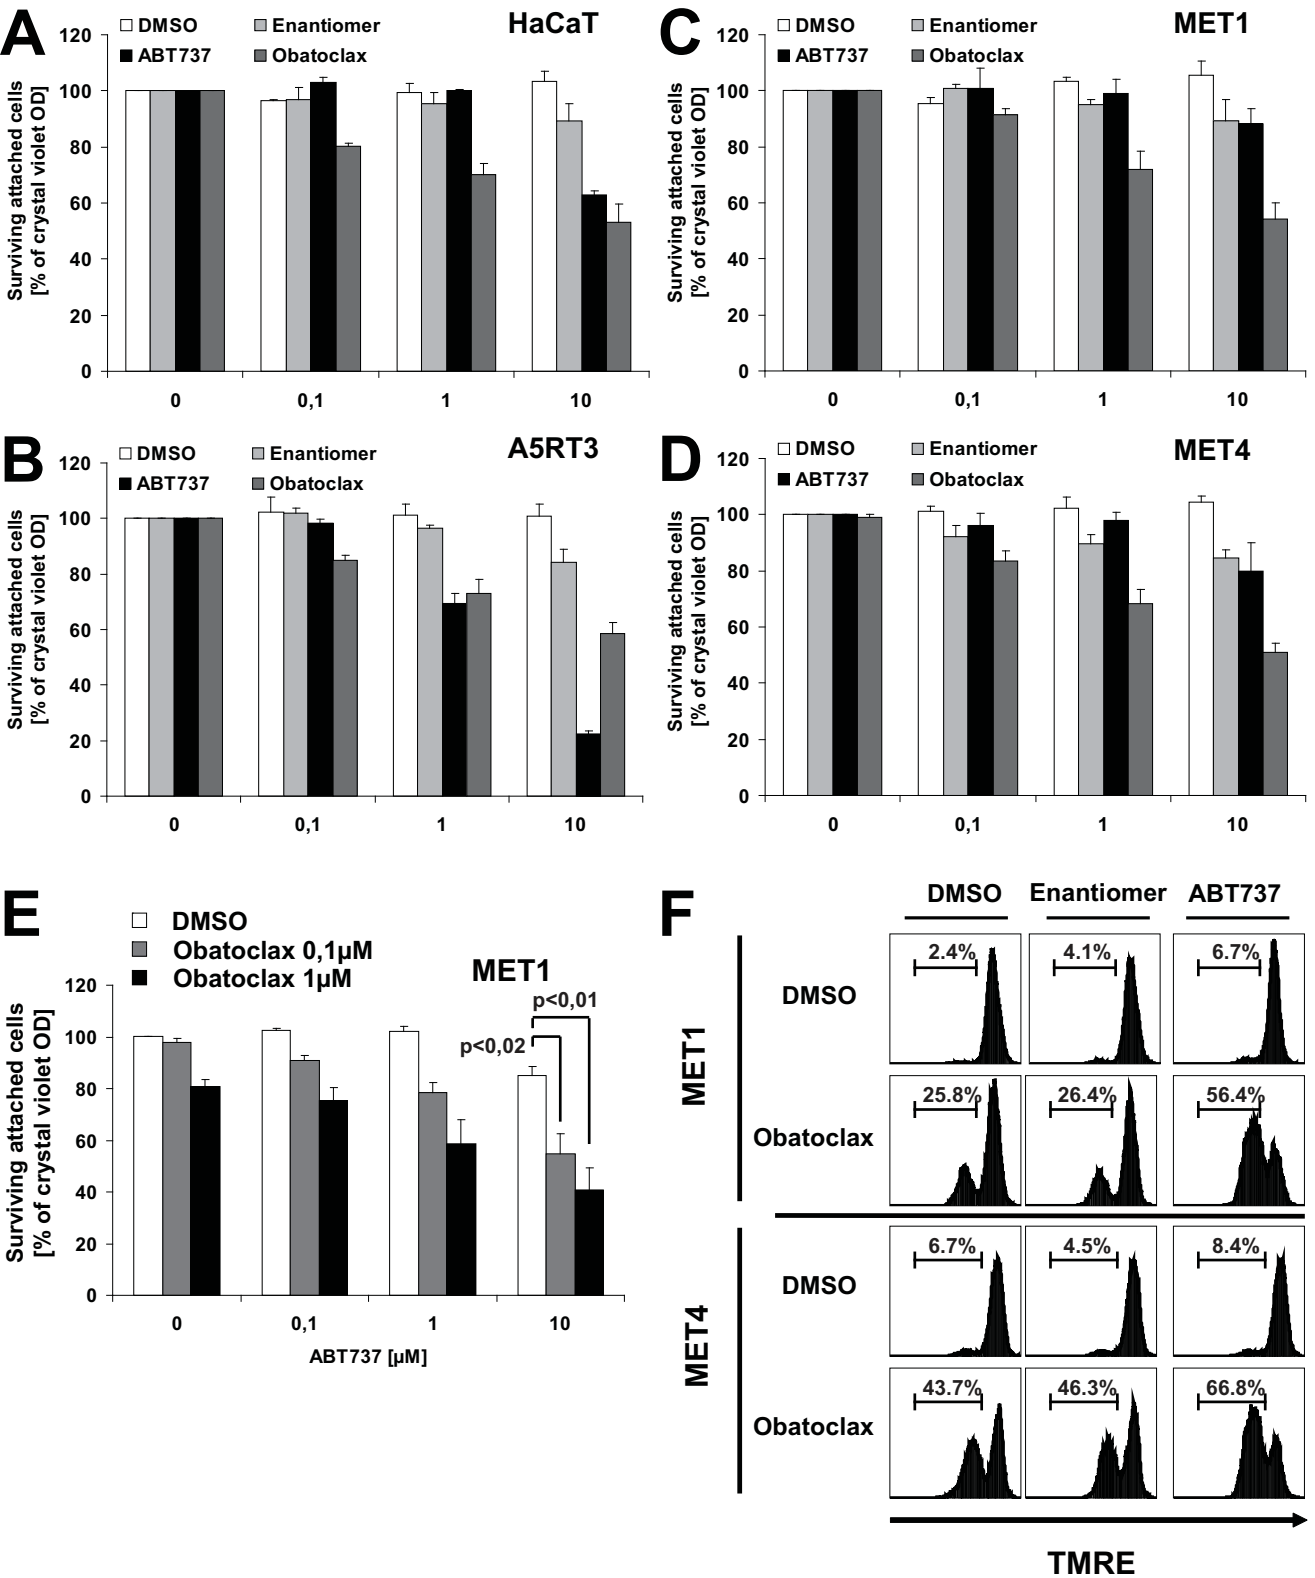 A
HaCaT
DMSO
Enantiomer
ABT737
Obatoclax
Surviving attached cells
[% of crystal violet OD]
120
100
80
60
40
20
0
0
0,1
1
10
C
MET1
DMSO
Enantiomer
ABT737
Obatoclax
Surviving attached cells
[% of crystal violet OD]
120
100
80
60
40
20
0
0
0,1
1
10
B
A5RT3
DMSO
Enantiomer
ABT737
Obatoclax
Surviving attached cells
[% of crystal violet OD]
120
100
80
60
40
20
0
0
0,1
1
10
D
MET4
DMSO
Enantiomer
ABT737
Obatoclax
Surviving attached cells
[% of crystal violet OD]
120
100
80
60
40
20
0
0
0,1
1
10
E
DMSO
Obatoclax 0,1µM
Obatoclax 1µM
MET1
p<0,01
p<0,02
Surviving attached cells
[% of crystal violet OD]
120
100
80
60
40
20
0
0
0,1
1
10
ABT737 [µM]
F
DMSO
Enantiomer
ABT737
MET1
DMSO
2.4%
4.1%
6.7%
Obatoclax
25.8%
26.4%
56.4%
MET4
DMSO
6.7%
4.5%
8.4%
Obatoclax
43.7%
46.3%
66.8%
TMRE